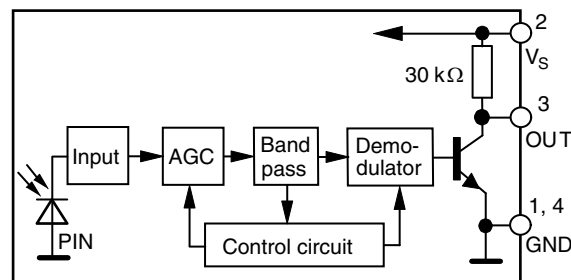 2
V_S
30 kΩ
3
OUT
Input
AGC
Band
pass
Demo-
dulator
1, 4
GND
PIN
Control circuit